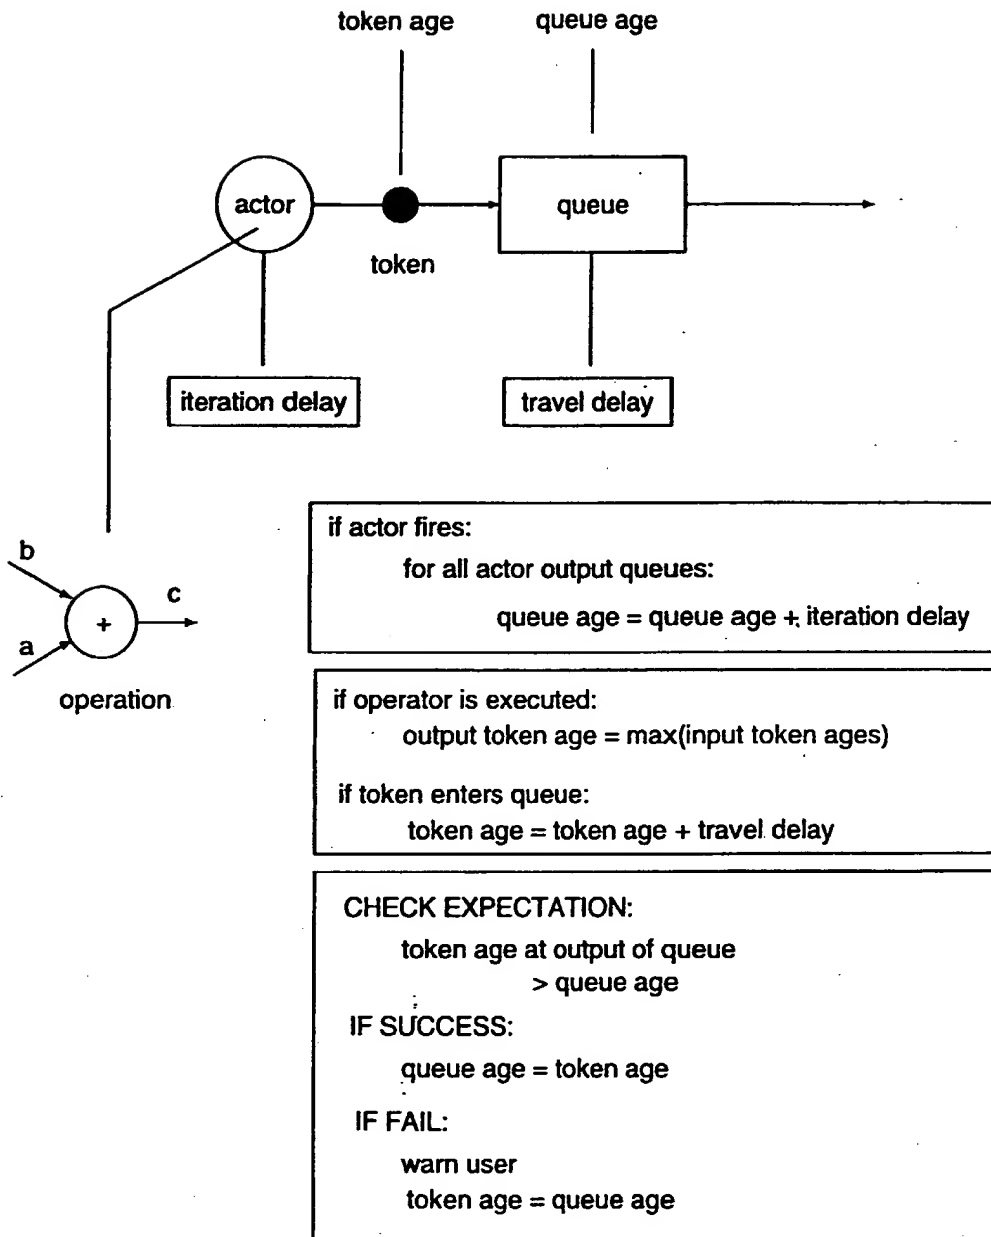 token age
queue age
actor
queue
token
iteration delay
travel delay
b
c
+
a
operation
if actor fires:
for all actor output queues:
queue age = queue age + iteration delay
if operator is executed:
output token age = max(input token ages)
if token enters queue:
token age = token age + travel delay
CHECK EXPECTATION:
token age at output of queue
> queue age
IF SUCCESS:
queue age = token age
IF FAIL:
warn user
token age = queue age